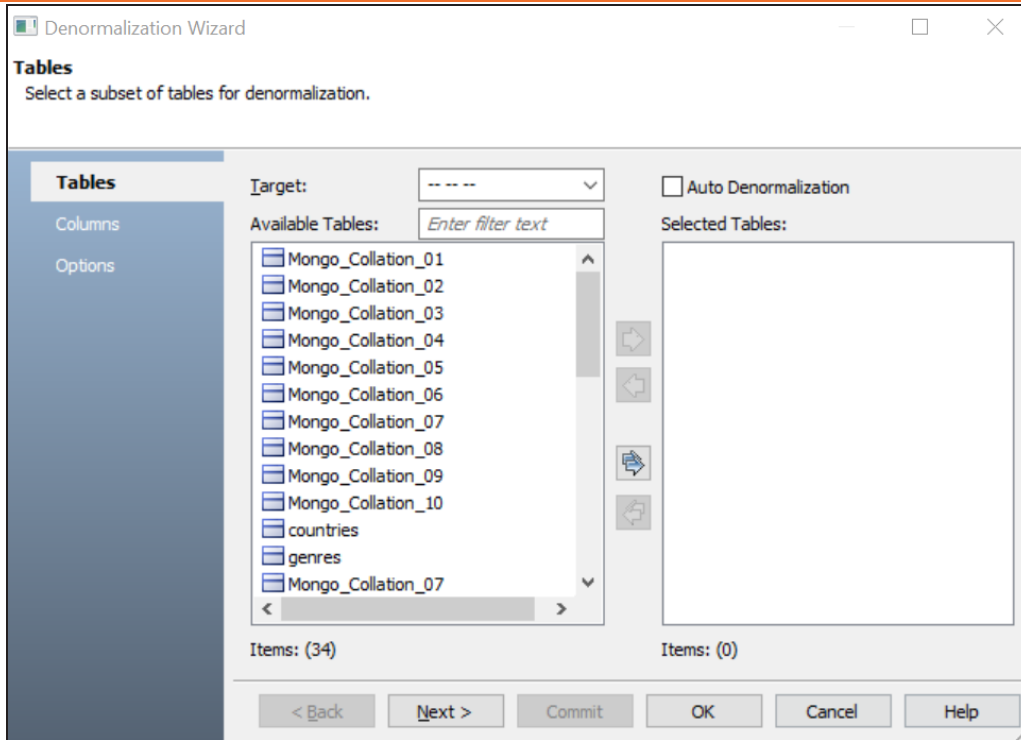 Denormalization Wizard
Tables
Select a subset of tables for denormalization.
Tables
Columns
Options
Target:
-- -- --
Auto Denormalization
Available Tables:
Enter filter text
Selected Tables:
Mongo_Collation_01
Mongo_Collation_02
Mongo_Collation_03
Mongo_Collation_04
Mongo_Collation_05
Mongo_Collation_06
Mongo_Collation_07
Mongo_Collation_08
Mongo_Collation_09
Mongo_Collation_10
countries
genres
Mongo_Collation_07
Items: (34)
Items: (0)
< Back
Next >
Commit
OK
Cancel
Help